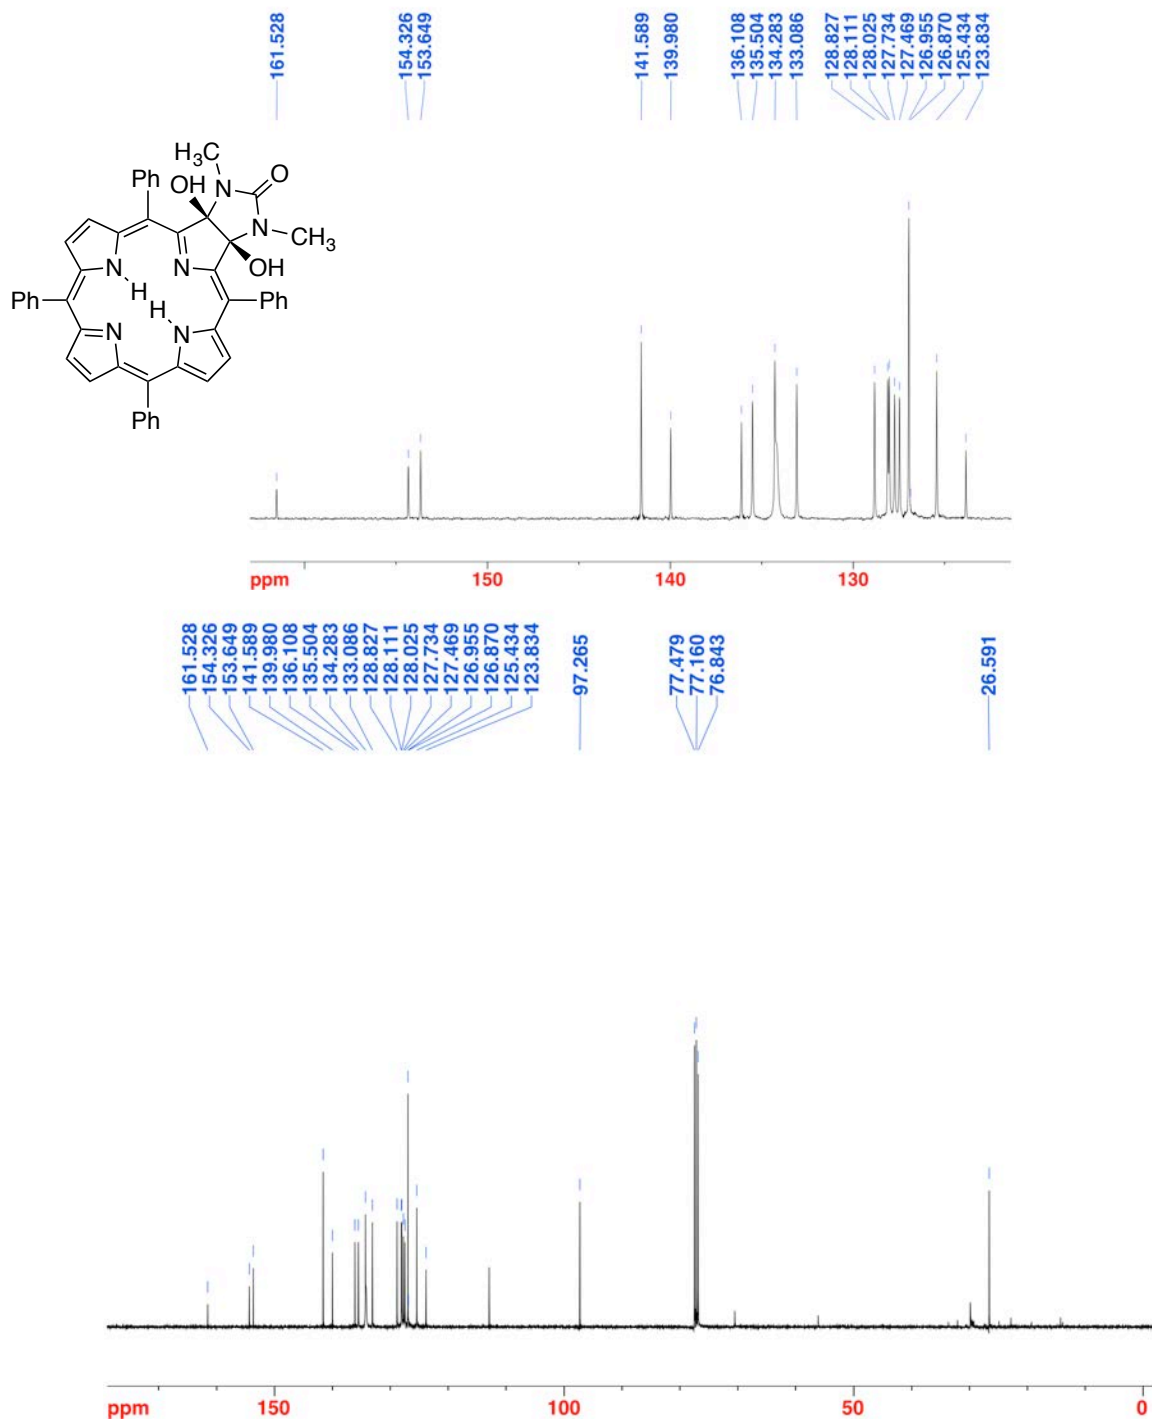 161.528
154.326
153.649
141.589
139.980
136.108
135.504
134.283
133.086
128.827
128.111
128.025
127.734
127.469
126.955
126.870
125.434
123.834
H3C
Ph
OH
N
O
N
CH3
OH
N
N
H
H
Ph
Ph
N
N
Ph
ppm 150 140 130
161.528
154.326
153.649
141.589
139.980
136.108
135.504
134.283
133.086
128.827
128.111
128.025
127.734
127.469
126.955
126.870
125.434
123.834
97.265
77.479
77.160
76.843
26.591
ppm 150 100 50 0